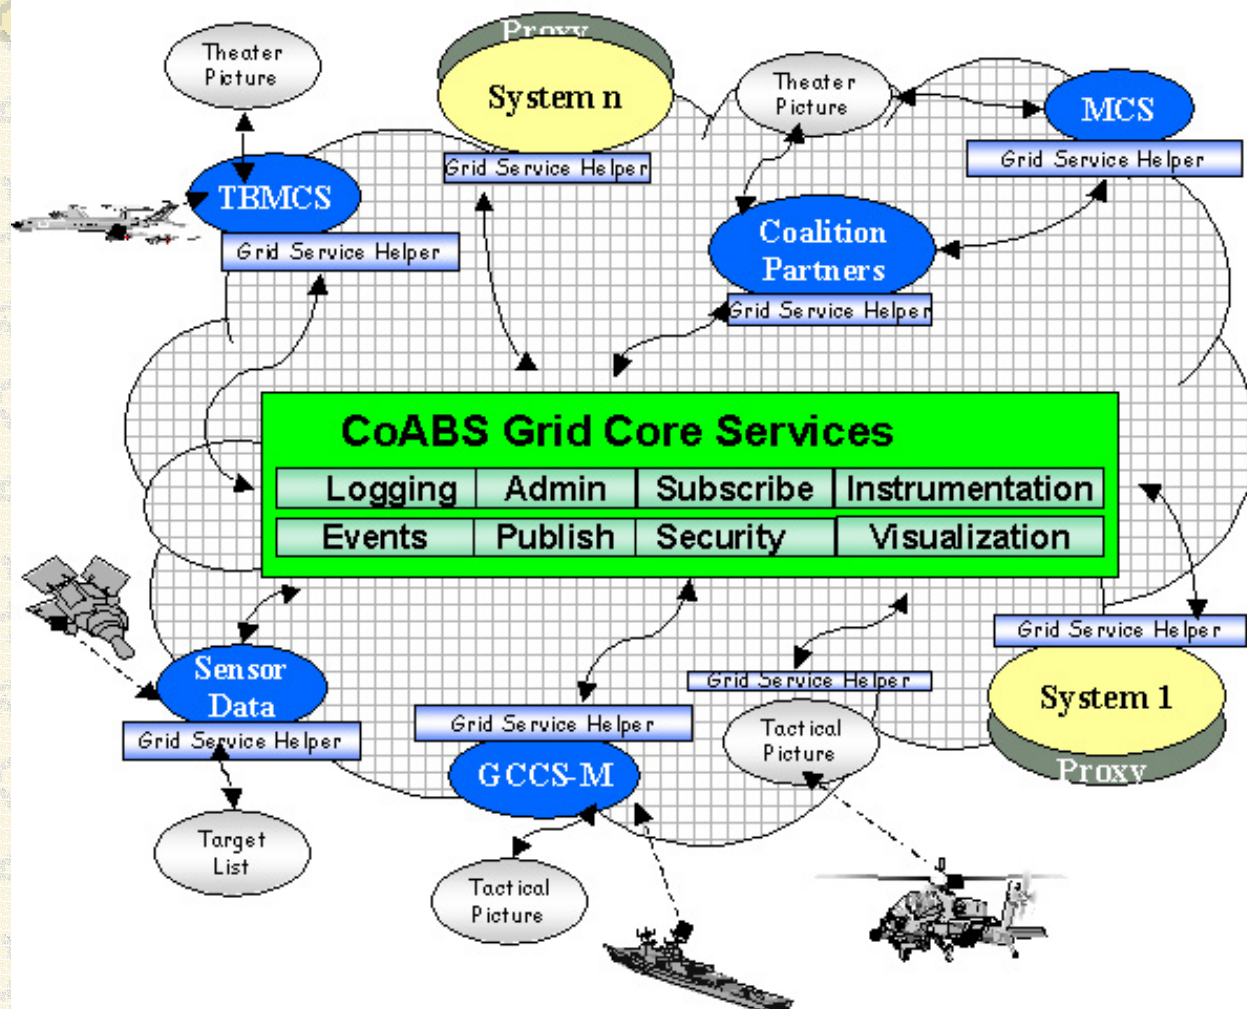 Proxy
System n
Grid Service Helper
Theater
Picture
TBMCS
Grid Service Helper
Theater
Picture
MCS
Grid Service Helper
Coalition
Partners
Grid Service Helper
CoABS Grid Core Services
Logging Admin Subscribe Instrumentation
Events Publish Security Visualization
Sensor
Data
Grid Service Helper
Target
List
Grid Service Helper
GCCS-M
Tactical
Picture
Grid Service Helper
Tactical
Picture
Grid Service Helper
System 1
Proxy